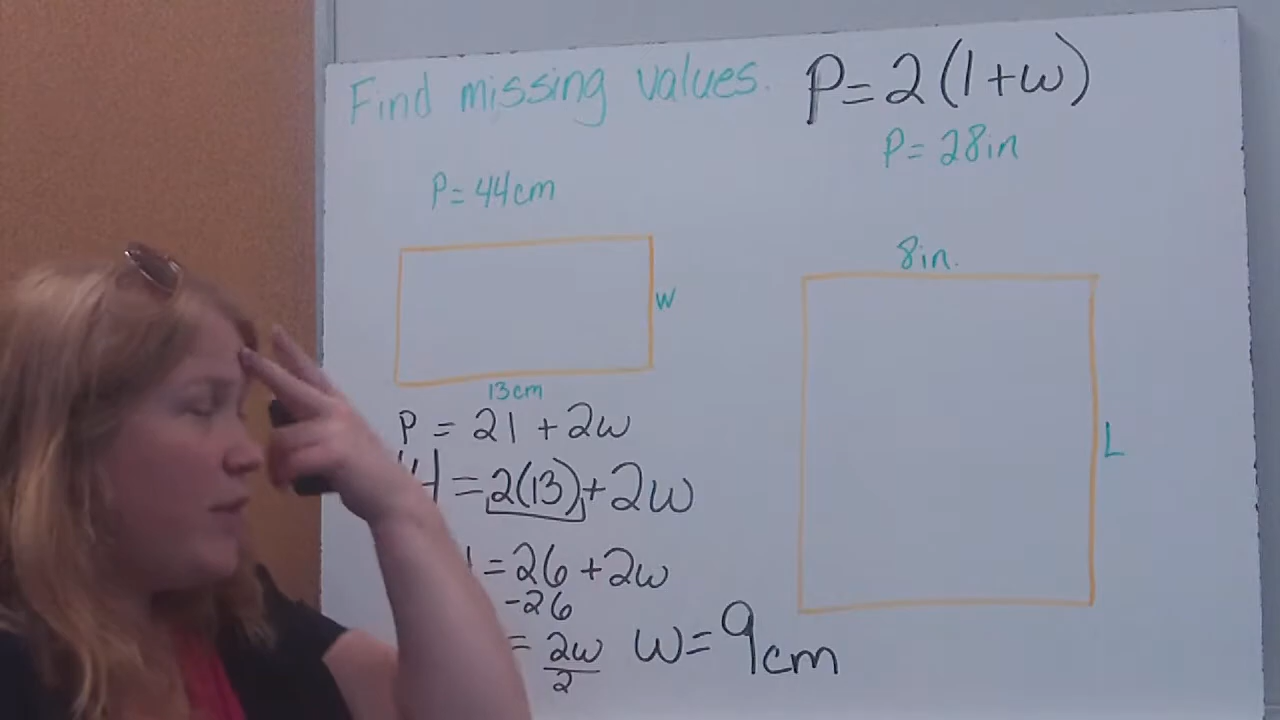 Find missing values.
P=2(l+w)
P=28in
P=44cm
8in.
w
13cm
L
P = 2l + 2w
44 = 2(13)+2w
=26+2w
-26
= 2w
2
w=9cm